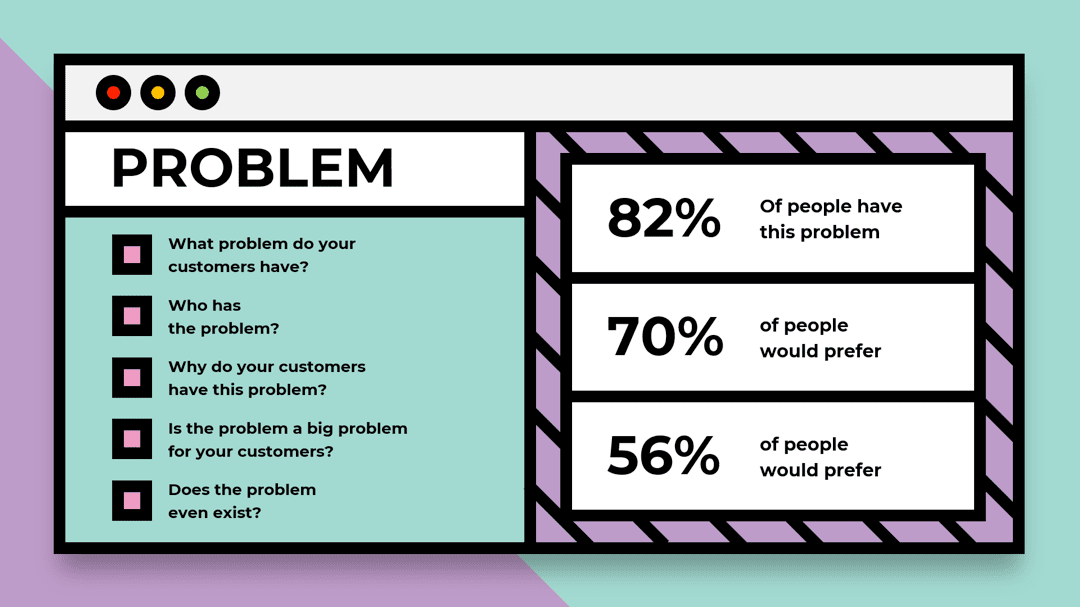 PROBLEM
What problem do your
customers have?
Who has
the problem?
Why do your customers
have this problem?
Is the problem a big problem
for your customers?
Does the problem
even exist?
82%
Of people have
this problem
70%
of people
would prefer
56%
of people
would prefer